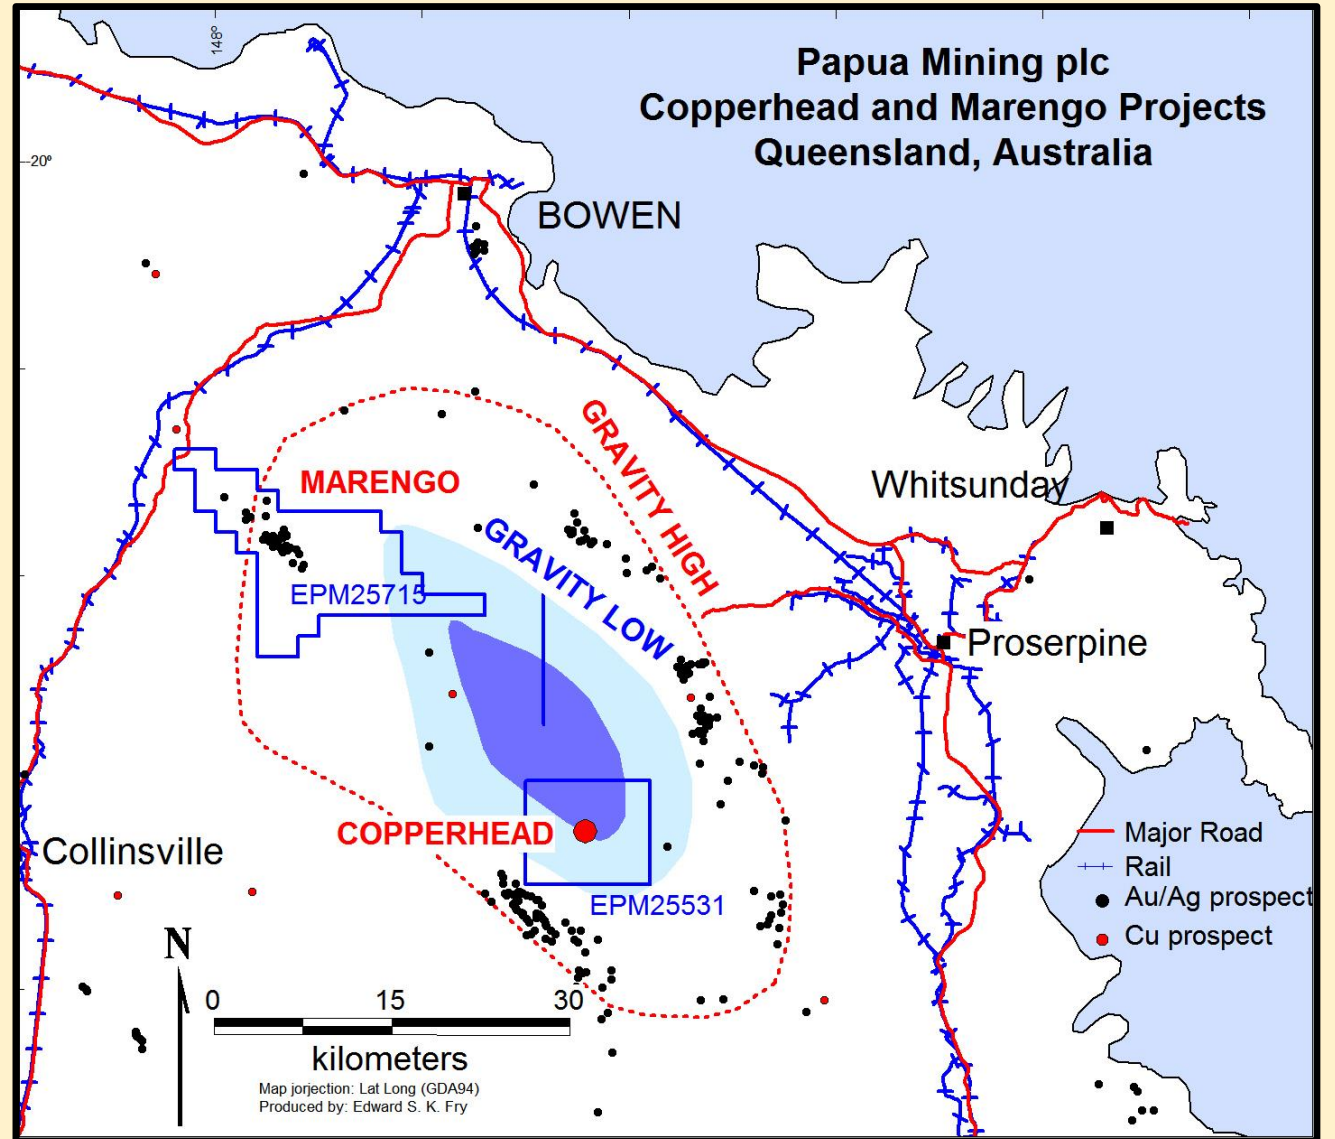 148º
Papua Mining plc
Copperhead and Marengo Projects
Queensland, Australia
20º
BOWEN
GRAVITY HIGH
MARENGO
Whitsunday
GRAVITY LOW
EPM25715
Proserpine
COPPERHEAD
Collinsville
EPM25531
Major Road
Rail
Au/Ag prospect
Cu prospect
N
0 15 30
kilometers
Map jorjection: Lat Long (GDA94)
Produced by: Edward S. K. Fry